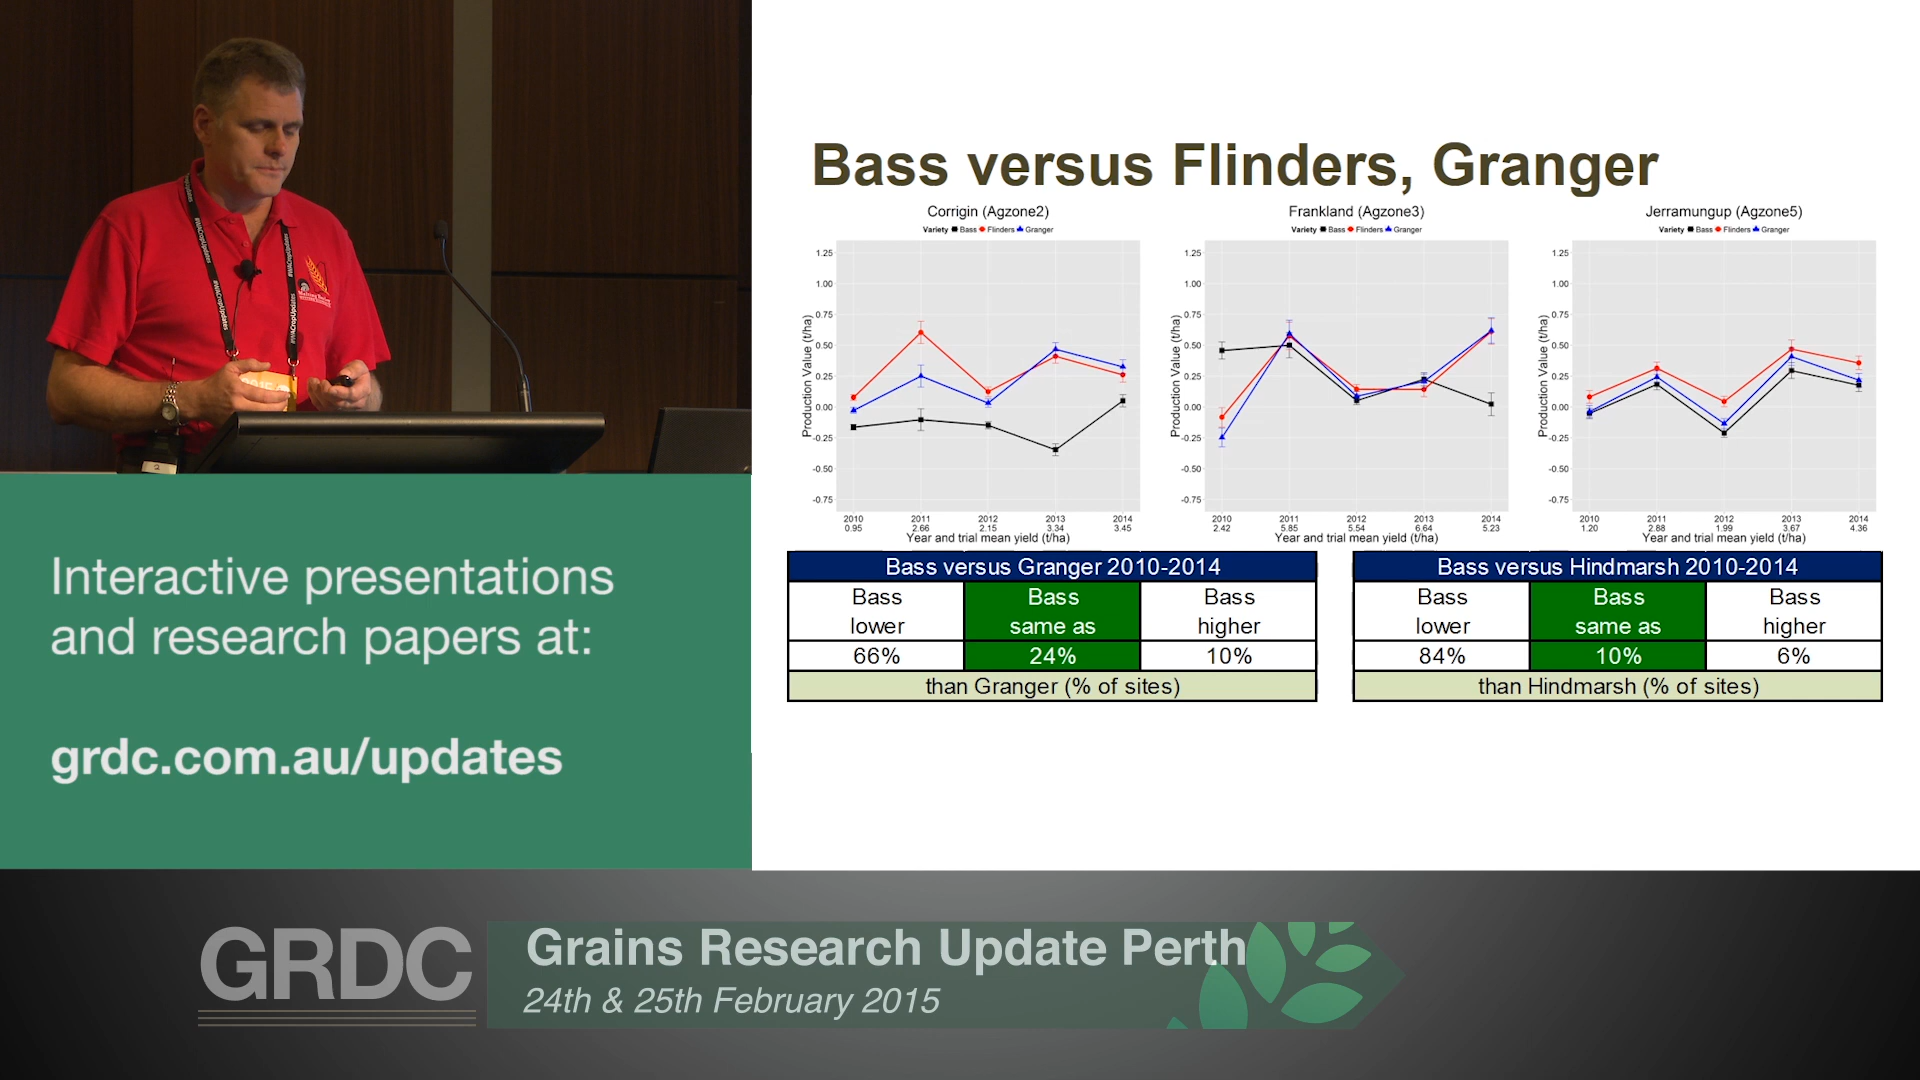 #WACropUpdates
#WACropUpdates
Bass versus Flinders, Granger
Corrigin (Agzone2)
Variety Bass Flinders Granger
1.25
1.00
0.75
0.50
0.25
0.00
-0.25
-0.50
-0.75
Production Value (t/ha)
2010 2011 2012 2013 2014
0.95 2.66 2.15 3.34 3.45
Year and trial mean yield (t/ha)
Frankland (Agzone3)
Variety Bass Flinders Granger
1.25
1.00
0.75
0.50
0.25
0.00
-0.25
-0.50
-0.75
Production Value (t/ha)
2010 2011 2012 2013 2014
2.42 5.85 5.54 6.64 5.23
Year and trial mean yield (t/ha)
Jerramungup (Agzone5)
Variety Bass Flinders Granger
1.25
1.00
0.75
0.50
0.25
0.00
-0.25
-0.50
-0.75
Production Value (t/ha)
2010 2011 2012 2013 2014
1.20 2.88 1.99 3.67 4.36
Year and trial mean yield (t/ha)
Bass versus Granger 2010-2014
Bass Bass Bass
lower same as higher
66% 24% 10%
than Granger (% of sites)
Bass versus Hindmarsh 2010-2014
Bass Bass Bass
lower same as higher
84% 10% 6%
than Hindmarsh (% of sites)
Interactive presentations
and research papers at:
grdc.com.au/updates
GRDC
Grains Research Update Perth
24th & 25th February 2015